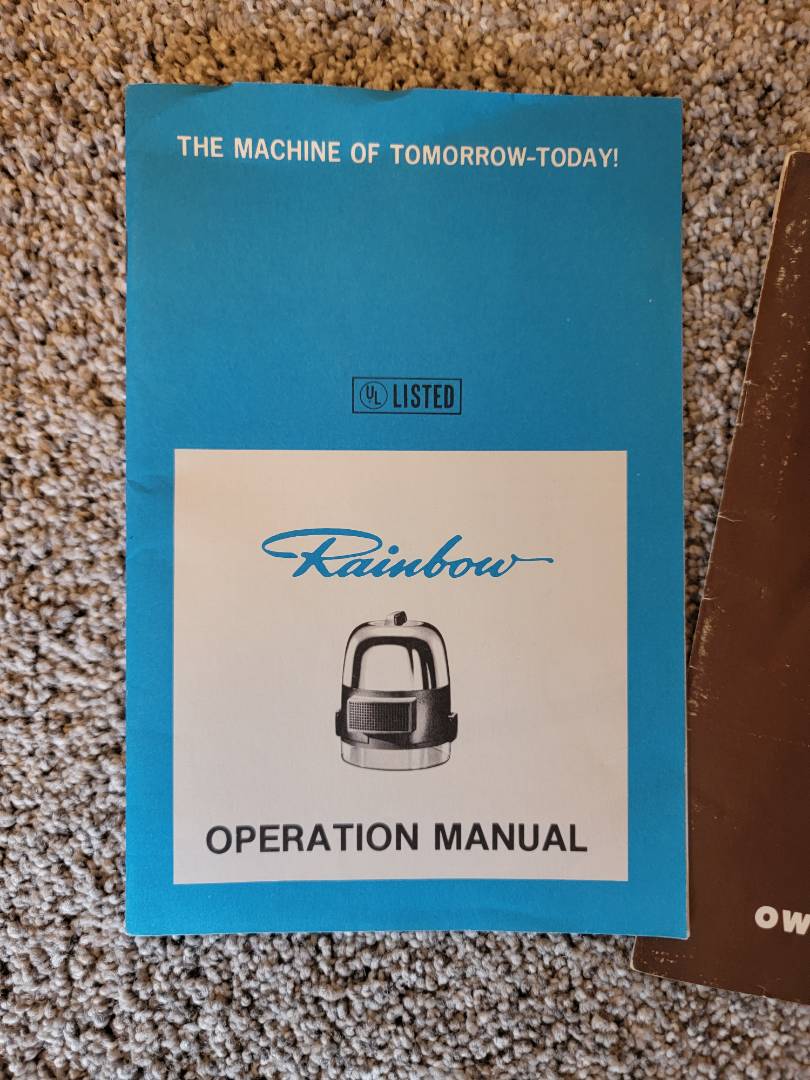 THE MACHINE OF TOMORROW-TODAY!
UL LISTED
Rainbow
OPERATION MANUAL
OW